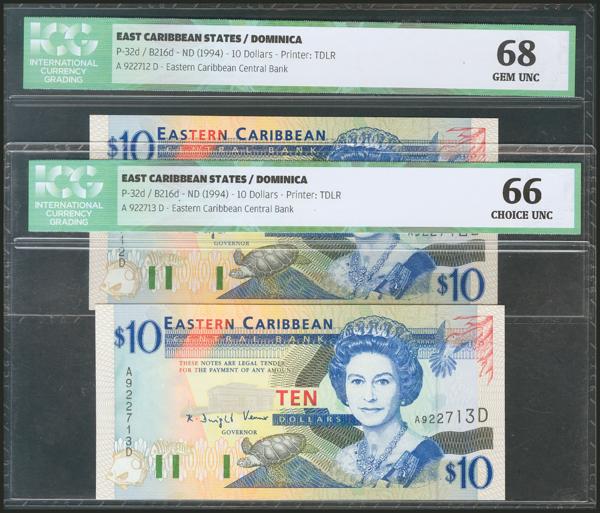 ICG
INTERNATIONAL
CURRENCY
GRADING
EAST CARIBBEAN STATES / DOMINICA
P-32d / B216d - ND (1994) - 10 Dollars - Printer: TDLR
A 922712 D - Eastern Caribbean Central Bank
68
GEM UNC
$10 EASTERN CARIBBEAN
CENTRAL BANK
ICG
INTERNATIONAL
CURRENCY
GRADING
EAST CARIBBEAN STATES / DOMINICA
P-32d / B216d - ND (1994) - 10 Dollars - Printer: TDLR
A 922713 D - Eastern Caribbean Central Bank
66
CHOICE UNC
GOVERNOR
$10
$10 EASTERN CARIBBEAN
CENTRAL BANK
THESE NOTES ARE LEGAL TENDER
FOR THE PAYMENT OF ANY AMOUNT
TEN
DOLLARS
A922713D
A922713D
GOVERNOR
$10